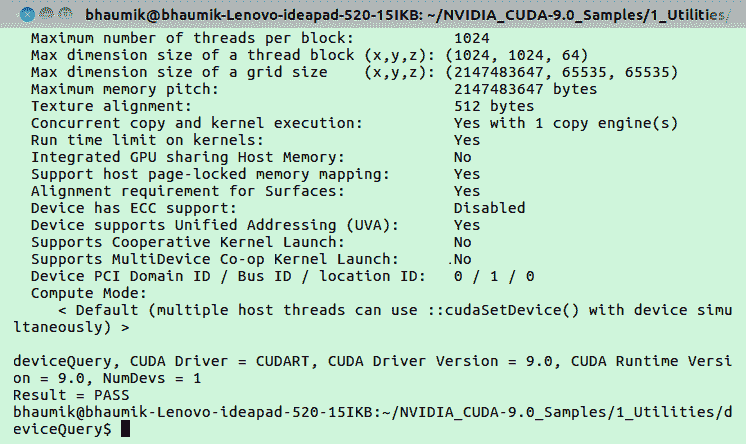 bhaumik@bhaumik-Lenovo-ideapad-520-15IKB: ~/NVIDIA_CUDA-9.0_Samples/1_Utilities/
Maximum number of threads per block: 1024
Max dimension size of a thread block (x,y,z): (1024, 1024, 64)
Max dimension size of a grid size (x,y,z): (2147483647, 65535, 65535)
Maximum memory pitch: 2147483647 bytes
Texture alignment: 512 bytes
Concurrent copy and kernel execution: Yes with 1 copy engine(s)
Run time limit on kernels: Yes
Integrated GPU sharing Host Memory: No
Support host page-locked memory mapping: Yes
Alignment requirement for Surfaces: Yes
Device has ECC support: Disabled
Device supports Unified Addressing (UVA): Yes
Supports Cooperative Kernel Launch: No
Supports MultiDevice Co-op Kernel Launch: No
Device PCI Domain ID / Bus ID / location ID: 0 / 1 / 0
Compute Mode:
< Default (multiple host threads can use ::cudaSetDevice() with device simu
ltaneously) >
deviceQuery, CUDA Driver = CUDART, CUDA Driver Version = 9.0, CUDA Runtime Versi
on = 9.0, NumDevs = 1
Result = PASS
bhaumik@bhaumik-Lenovo-ideapad-520-15IKB:~/NVIDIA_CUDA-9.0_Samples/1_Utilities/d
eviceQuery$